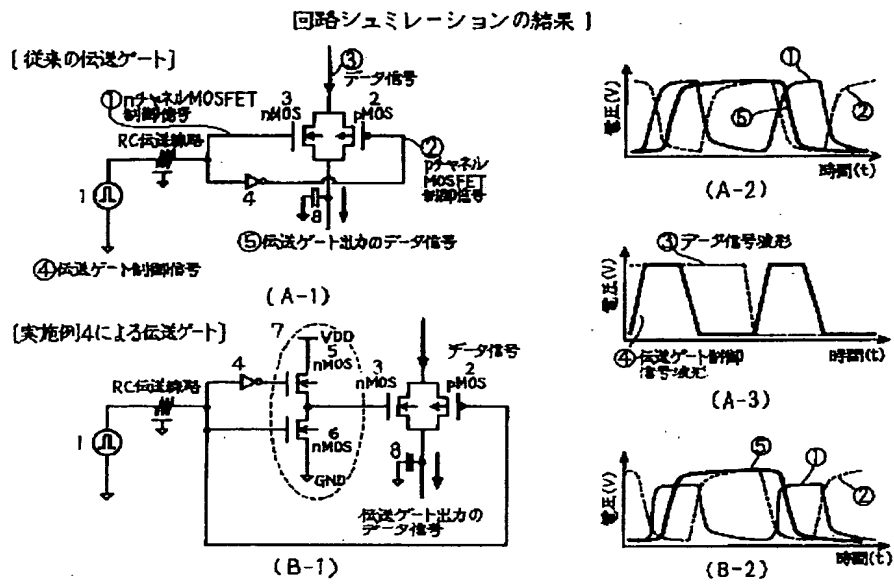 回路シュミレーションの結果1
[従来の伝送ゲート]
③
データ信号
①nチャネルMOSFET
制御信号
3
nMOS
2
pMOS
RC伝送線路
②
pチャネル
MOSFET
制御信号
1
4
8
⑤伝送ゲート出力のデータ信号
④伝送ゲート制御信号
(A-1)
電圧(V)
①
②
⑤
時間(t)
(A-2)
③データ信号波形
電圧(V)
④伝送ゲート制御
信号波形
時間(t)
(A-3)
[実施例]4による伝送ゲート]
7
VDD
5
nMOS
データ信号
4
3
nMOS
2
pMOS
RC伝送線路
1
6
nMOS
8
GND
伝送ゲート出力の
データ信号
(B-1)
電圧(V)
⑤
①
②
時間(t)
(B-2)